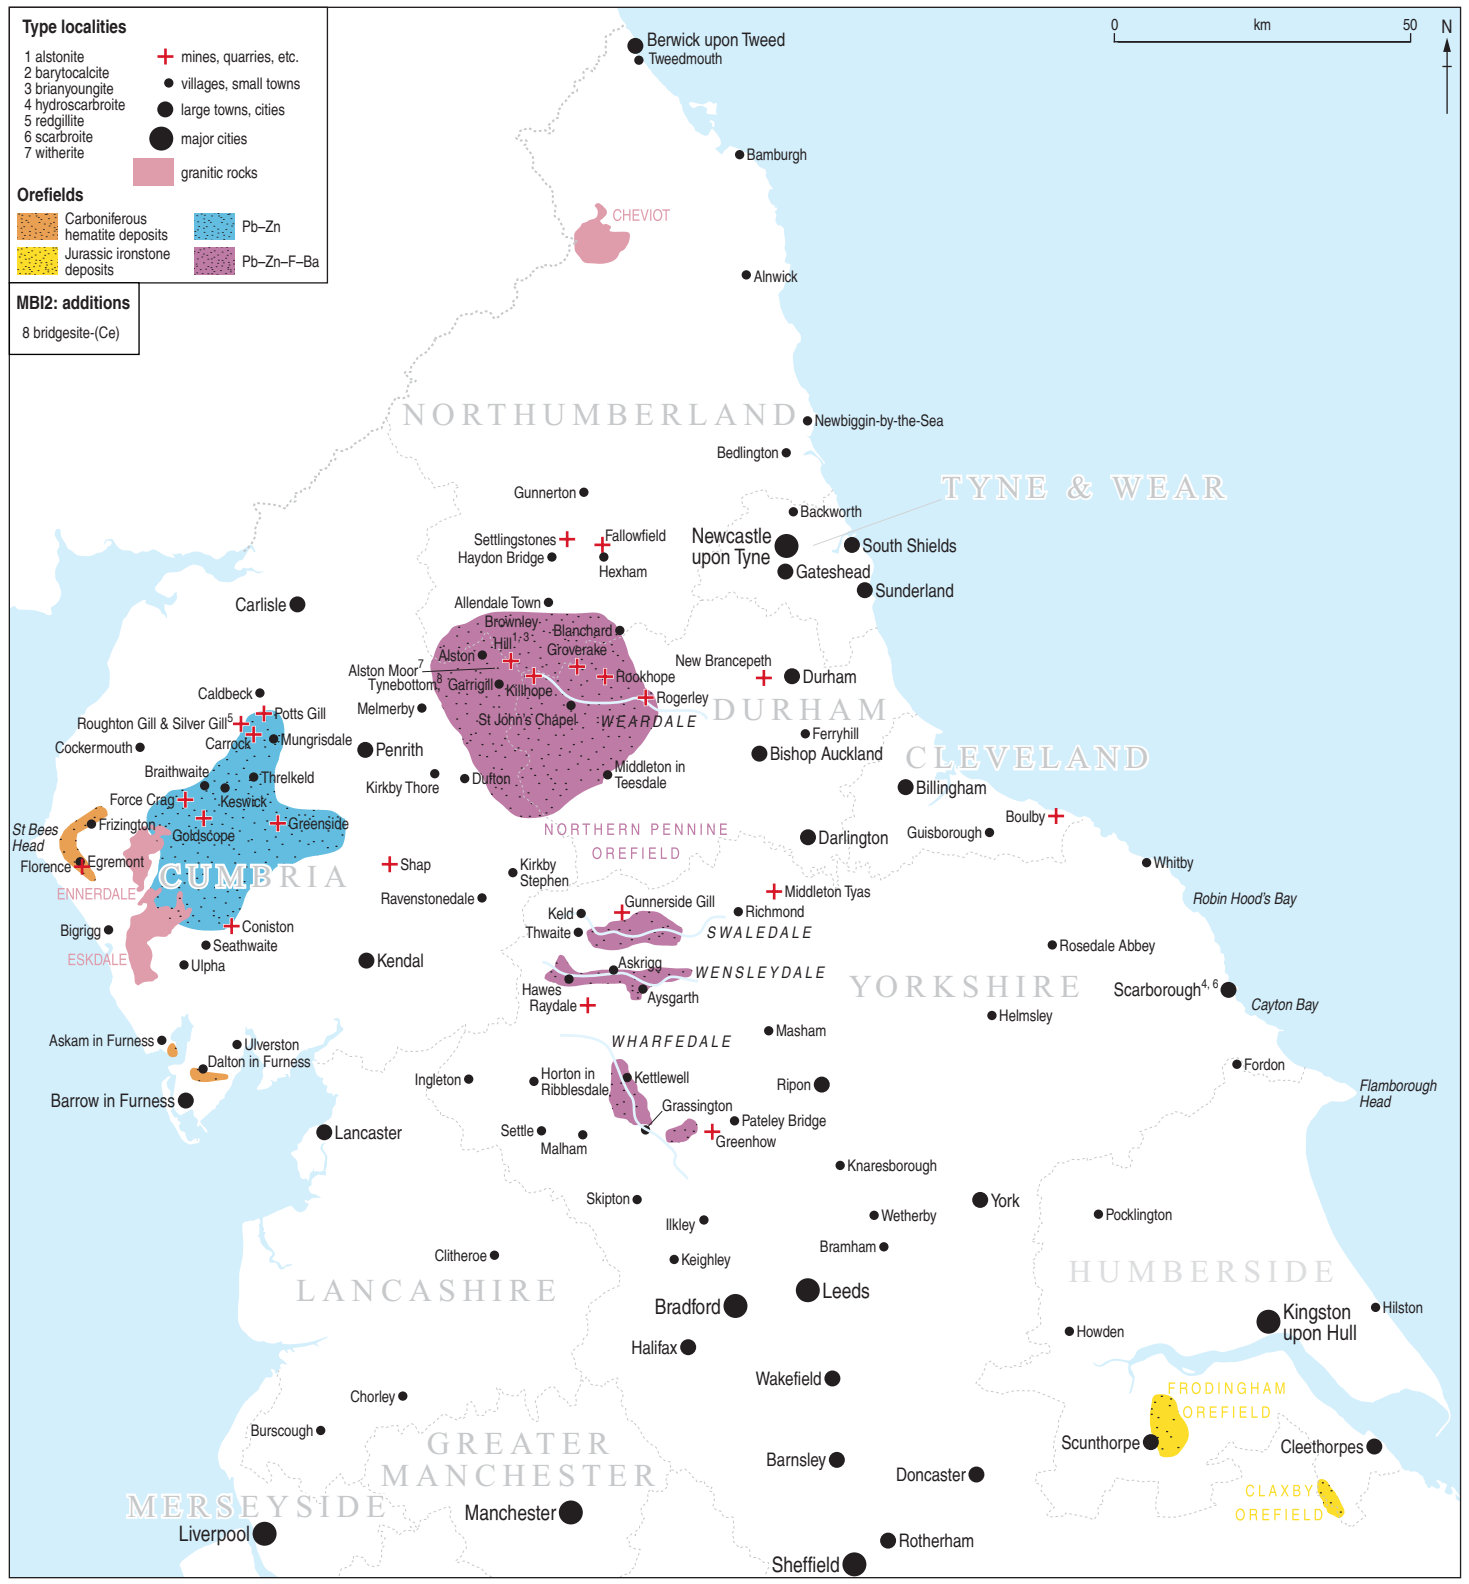 Type localities
1 alstonite
2 barytocalcite
3 brianyoungite
4 hydroscarbroite
5 redgillite
6 scarbroite
7 witherite
mines, quarries, etc.
villages, small towns
large towns, cities
major cities
granitic rocks
Orefields
Carboniferous
hematite deposits
Jurassic ironstone
deposits
Pb–Zn
Pb–Zn–F–Ba
MBI2: additions
8 bridgesite-(Ce)
0 km 50
N
Berwick upon Tweed
Tweedmouth
Bamburgh
CHEVIOT
Alnwick
NORTHUMBERLAND
Newbiggin-by-the-Sea
Bedlington
TYNE & WEAR
Gunnerton
Backworth
Settlingstones
Fallowfield
Haydon Bridge
Hexham
Newcastle
upon Tyne
South Shields
Gateshead
Sunderland
Carlisle
Allendale Town
Brownley
Hill1-3
Blanchard
Groverake
Alston
Alston Moor7
Tynebottom8
Garrigill
Killhope
Rookhope
Rogerley
New Brancepeth
Durham
Melmerby
St John's Chapel
WEARDALE
DURHAM
Ferryhill
Bishop Auckland
CLEVELAND
Caldbeck
Potts Gill
Roughton Gill & Silver Gill5
Carrock
Mungrisdale
Cockermouth
Penrith
Braithwaite
Threlkeld
Kirkby Thore
Dufton
Middleton in
Teesdale
Billingham
Force Crag
Keswick
Goldscope
Greenside
Boulby
St Bees
Head
Frizington
NORTHERN PENNINE
OREFIELD
Darlington
Guisborough
Florence
Egremont
CUMBRIA
Shap
Kirkby
Stephen
Whitby
ENNERDALE
Ravenstonedale
Middleton Tyas
Gunnerside Gill
Robin Hood's Bay
Keld
Richmond
Bigrigg
Coniston
Thwaite
SWALEDALE
Seathwaite
Rosedale Abbey
ESKDALE
Ulpha
Kendal
Askrigg
WENSLEYDALE
Hawes
Aysgarth
Raydale
YORKSHIRE
Scarborough4, 6
Cayton Bay
Helmsley
Askam in Furness
Ulverston
Masham
WHARFEDALE
Dalton in Furness
Fordon
Ingleton
Horton in
Ribblesdale
Kettlewell
Ripon
Flamborough
Head
Barrow in Furness
Grassington
Pateley Bridge
Lancaster
Settle
Malham
Greenhow
Knaresborough
Skipton
York
Ilkley
Wetherby
Pocklington
Clitheroe
Keighley
Bramham
LANCASHIRE
HUMBERSIDE
Leeds
Bradford
Kingston
upon Hull
Hilston
Howden
Halifax
Wakefield
Chorley
FRODINGHAM
OREFIELD
Burscough
GREATER
MANCHESTER
Scunthorpe
Cleethorpes
Barnsley
Doncaster
CLAXBY
OREFIELD
MERSEYSIDE
Manchester
Liverpool
Rotherham
Sheffield